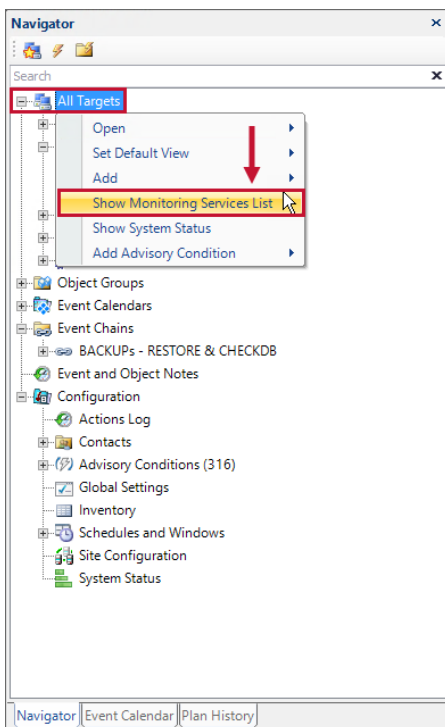 Navigator
Search
All Targets
Open
Set Default View
Add
Show Monitoring Services List
Show System Status
Add Advisory Condition
Object Groups
Event Calendars
Event Chains
BACKUPs - RESTORE & CHECKDB
Event and Object Notes
Configuration
Actions Log
Contacts
Advisory Conditions (316)
Global Settings
Inventory
Schedules and Windows
Site Configuration
System Status
Navigator Event Calendar Plan History